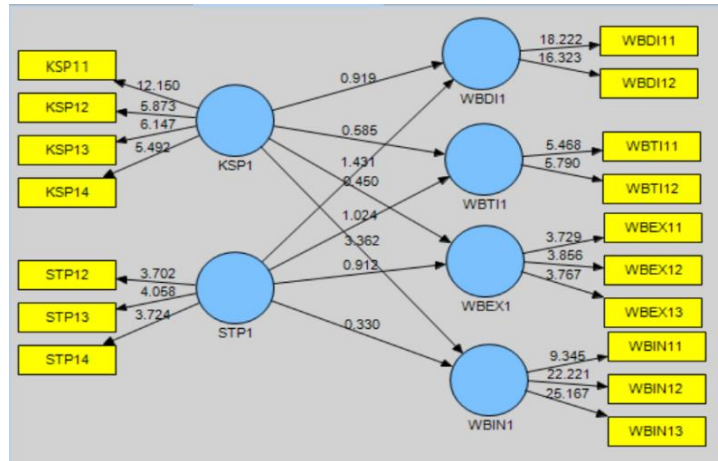 KSP11
KSP12
KSP13
KSP14
12.150
5.873
6.147
5.492
KSP1
STP12
STP13
STP14
3.702
4.058
3.724
STP1
0.919
0.585
1.431
0.450
1.024
3.362
0.912
0.330
WBDI1
18.222
16.323
WBDI11
WBDI12
WBTI1
5.468
5.790
WBTI11
WBTI12
WBEX1
3.729
3.856
3.767
WBEX11
WBEX12
WBEX13
WBIN1
9.345
22.221
25.167
WBIN11
WBIN12
WBIN13